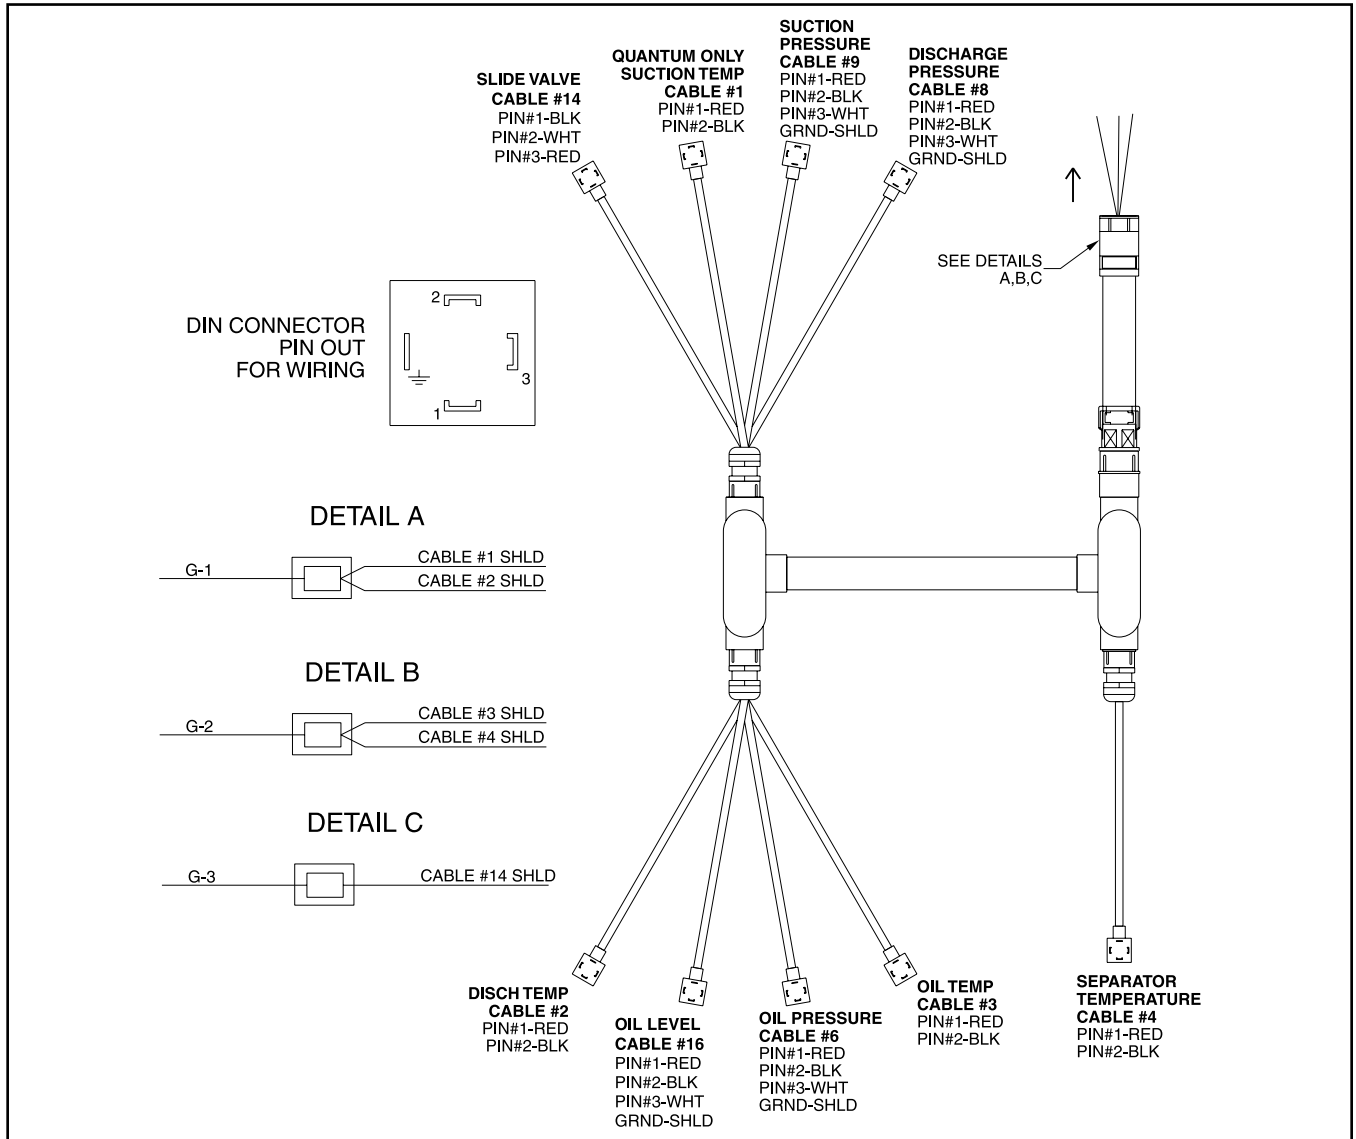 SLIDE VALVE
CABLE #14
PIN#1-BLK
PIN#2-WHT
PIN#3-RED
QUANTUM ONLY
SUCTION TEMP
CABLE #1
PIN#1-RED
PIN#2-BLK
SUCTION
PRESSURE
CABLE #9
PIN#1-RED
PIN#2-BLK
PIN#3-WHT
GRND-SHLD
DISCHARGE
PRESSURE
CABLE #8
PIN#1-RED
PIN#2-BLK
PIN#3-WHT
GRND-SHLD
SEE DETAILS
A,B,C
DIN CONNECTOR
PIN OUT
FOR WIRING
2
3
1
DETAIL A
G-1
CABLE #1 SHLD
CABLE #2 SHLD
DETAIL B
G-2
CABLE #3 SHLD
CABLE #4 SHLD
DETAIL C
G-3
CABLE #14 SHLD
DISCH TEMP
CABLE #2
PIN#1-RED
PIN#2-BLK
OIL LEVEL
CABLE #16
PIN#1-RED
PIN#2-BLK
PIN#3-WHT
GRND-SHLD
OIL PRESSURE
CABLE #6
PIN#1-RED
PIN#2-BLK
PIN#3-WHT
GRND-SHLD
OIL TEMP
CABLE #3
PIN#1-RED
PIN#2-BLK
SEPARATOR
TEMPERATURE
CABLE #4
PIN#1-RED
PIN#2-BLK